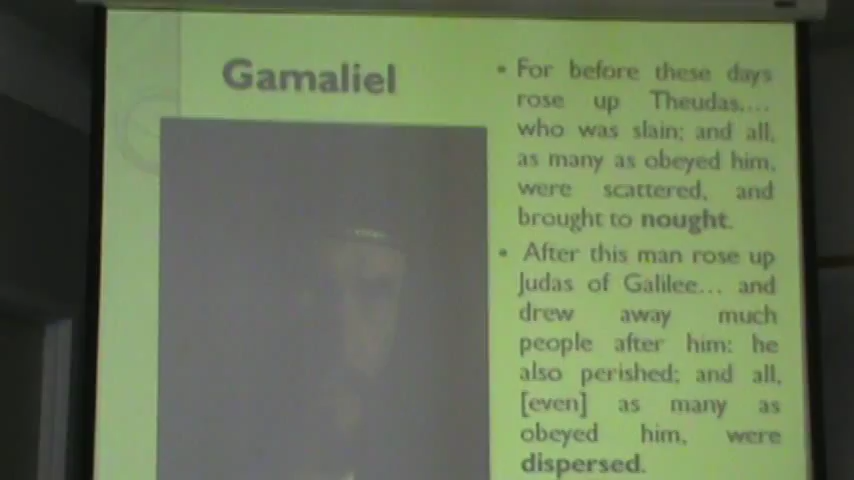 Gamaliel
• For before these days
rose up Theudas,...
who was slain; and all,
as many as obeyed him,
were scattered, and
brought to nought.
• After this man rose up
Judas of Galilee... and
drew away much
people after him: he
also perished; and all,
[even] as many as
obeyed him, were
dispersed.